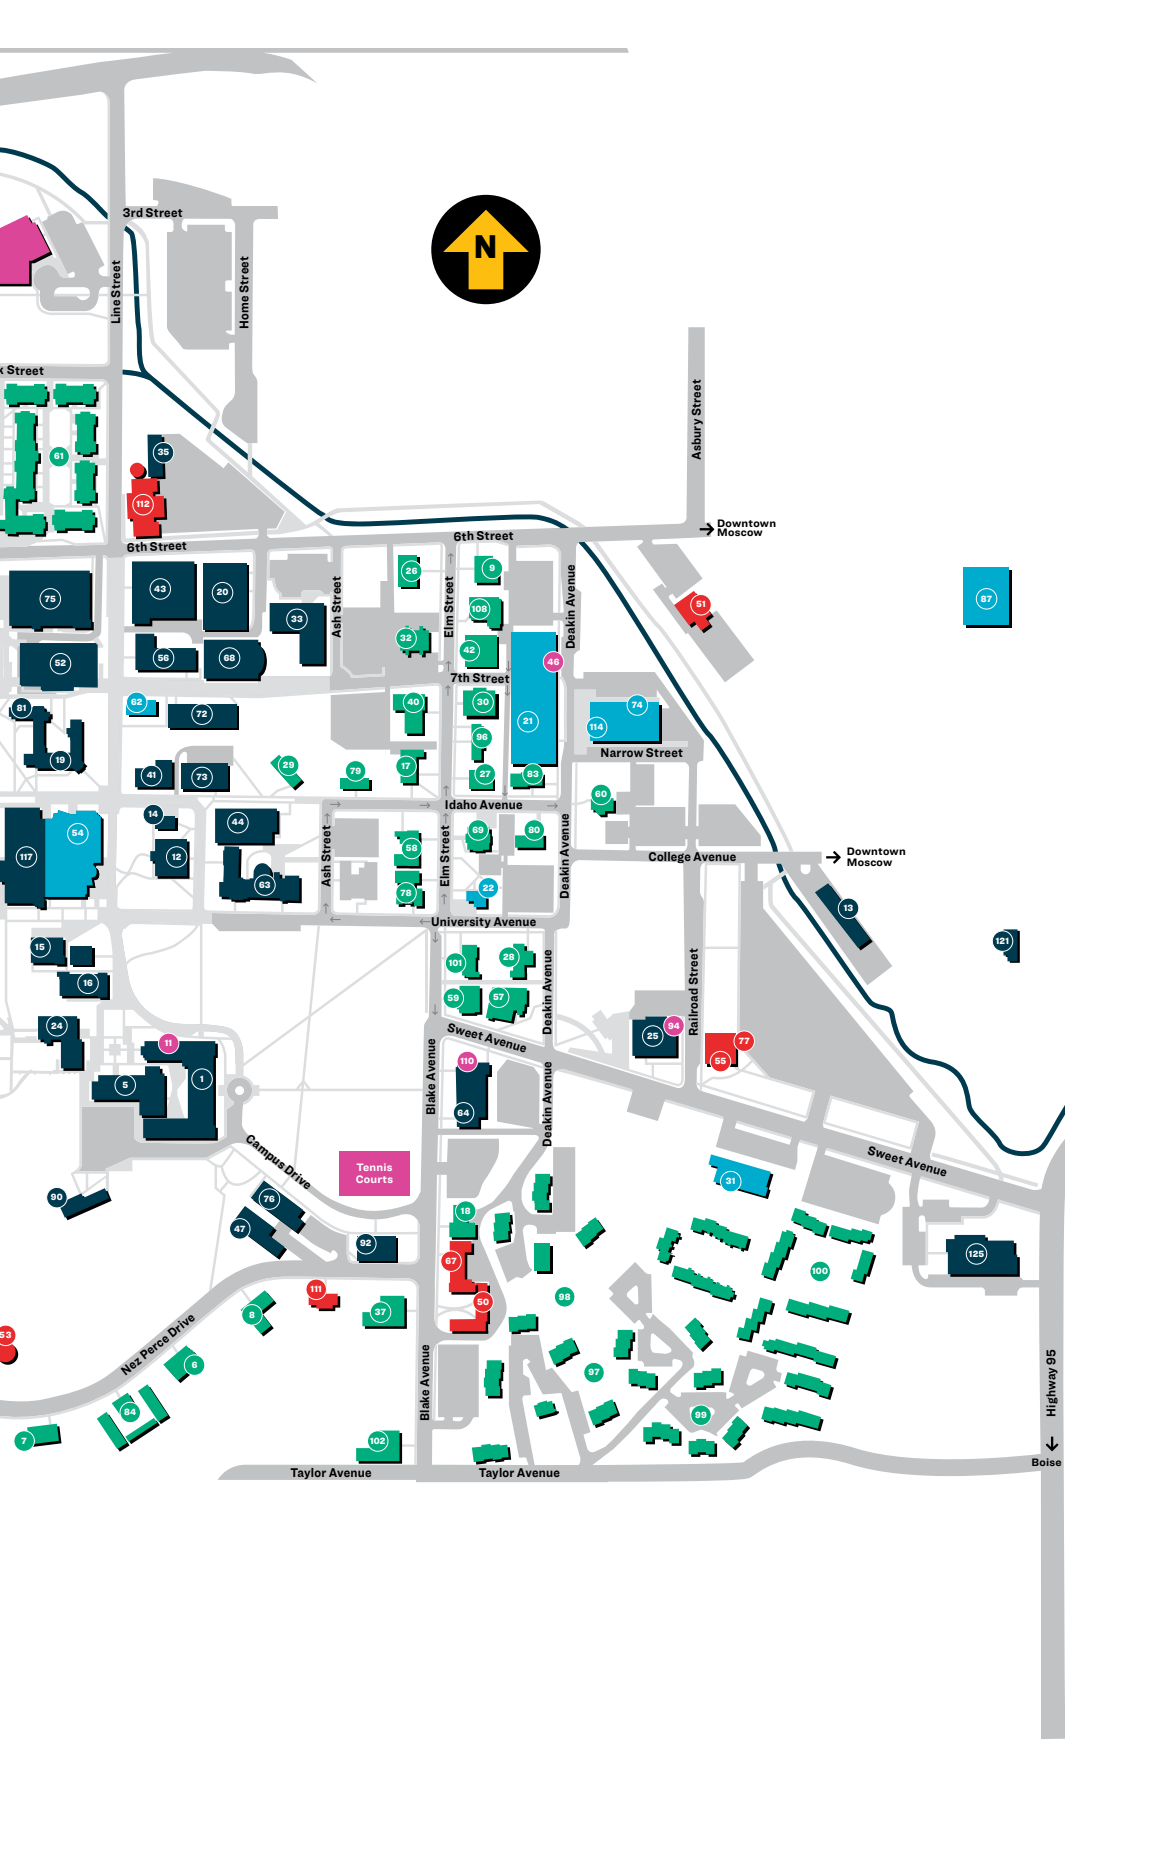 3rd Street
Line Street
Home Street
N
k Street
Asbury Street
61
35
112
Downtown
Moscow
6th Street
6th Street
75
43
20
33
Ash Street
26
Elm Street
9
108
Deakin Avenue
51
87
52
56
68
32
42
46
7th Street
81
62
72
40
30
74
21
114
96
19
41
73
29
79
17
27
83
Narrow Street
60
Idaho Avenue
14
44
54
117
12
63
Ash Street
58
78
Elm Street
69
80
22
Deakin Avenue
College Avenue
Downtown
Moscow
University Avenue
13
15
16
101
28
59
57
Deakin Avenue
Railroad Street
121
24
11
5
1
Sweet Avenue
25
94
77
55
Blake Avenue
110
64
Deakin Avenue
Campus Drive
Tennis
Courts
Sweet Avenue
31
90
76
47
92
18
67
50
111
8
37
98
100
125
53
Nez Perce Drive
6
84
7
Blake Avenue
97
99
102
Highway 95
Taylor Avenue
Taylor Avenue
Boise